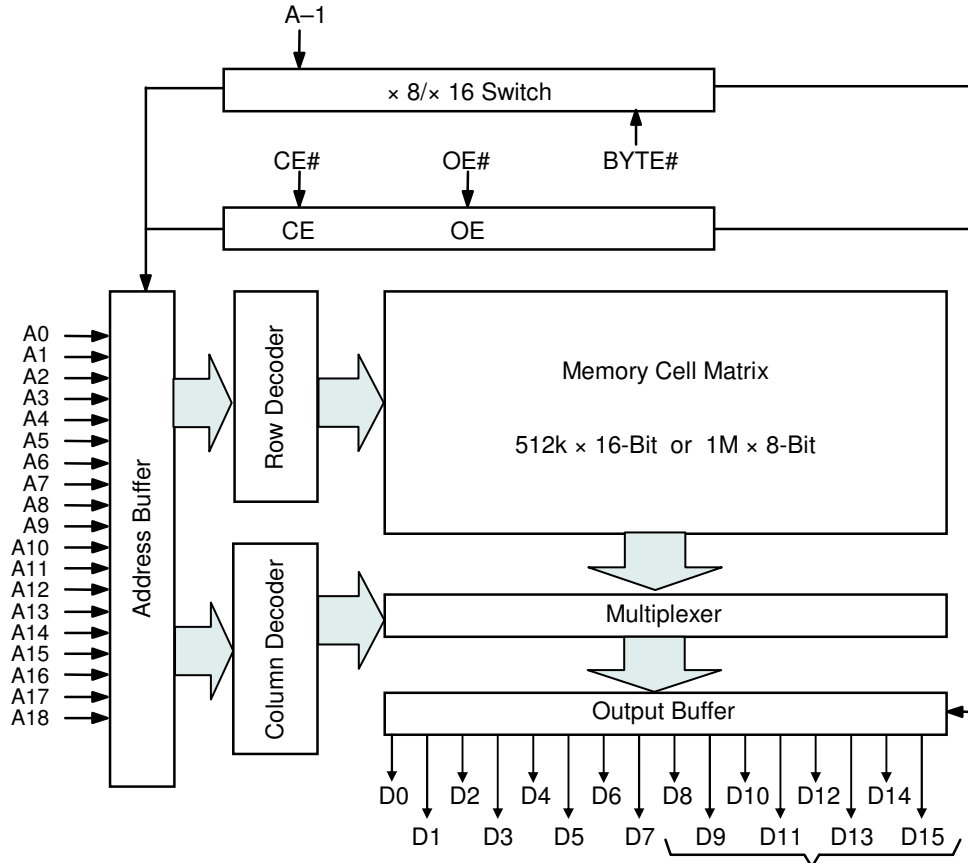 A–1
× 8/× 16 Switch
CE#
OE#
BYTE#
CE
OE
A0
A1
A2
A3
A4
A5
A6
A7
A8
A9
A10
A11
A12
A13
A14
A15
A16
A17
A18
Address Buffer
Row Decoder
Column Decoder
Memory Cell Matrix
512k × 16-Bit or 1M × 8-Bit
Multiplexer
Output Buffer
D0 D2 D4 D6 D8 D10 D12 D14
D1 D3 D5 D7 D9 D11 D13 D15